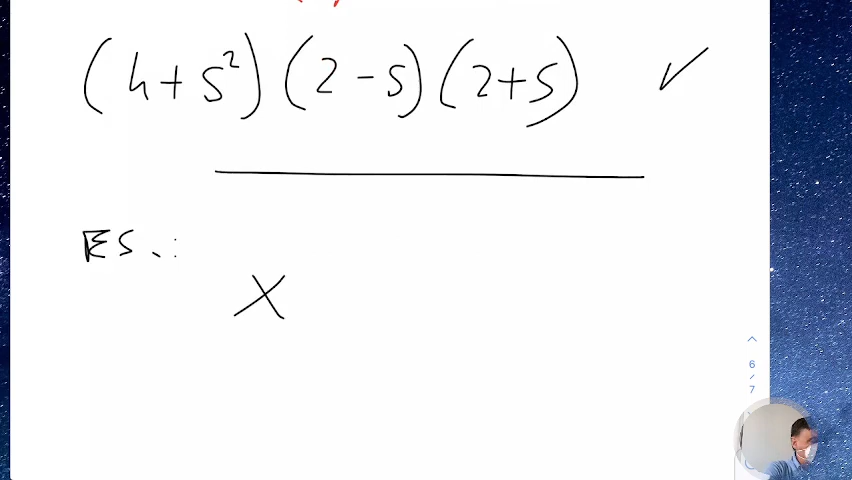 (4+s²)(2-s)(2+s) ✓
ES.:
X
6
/
7